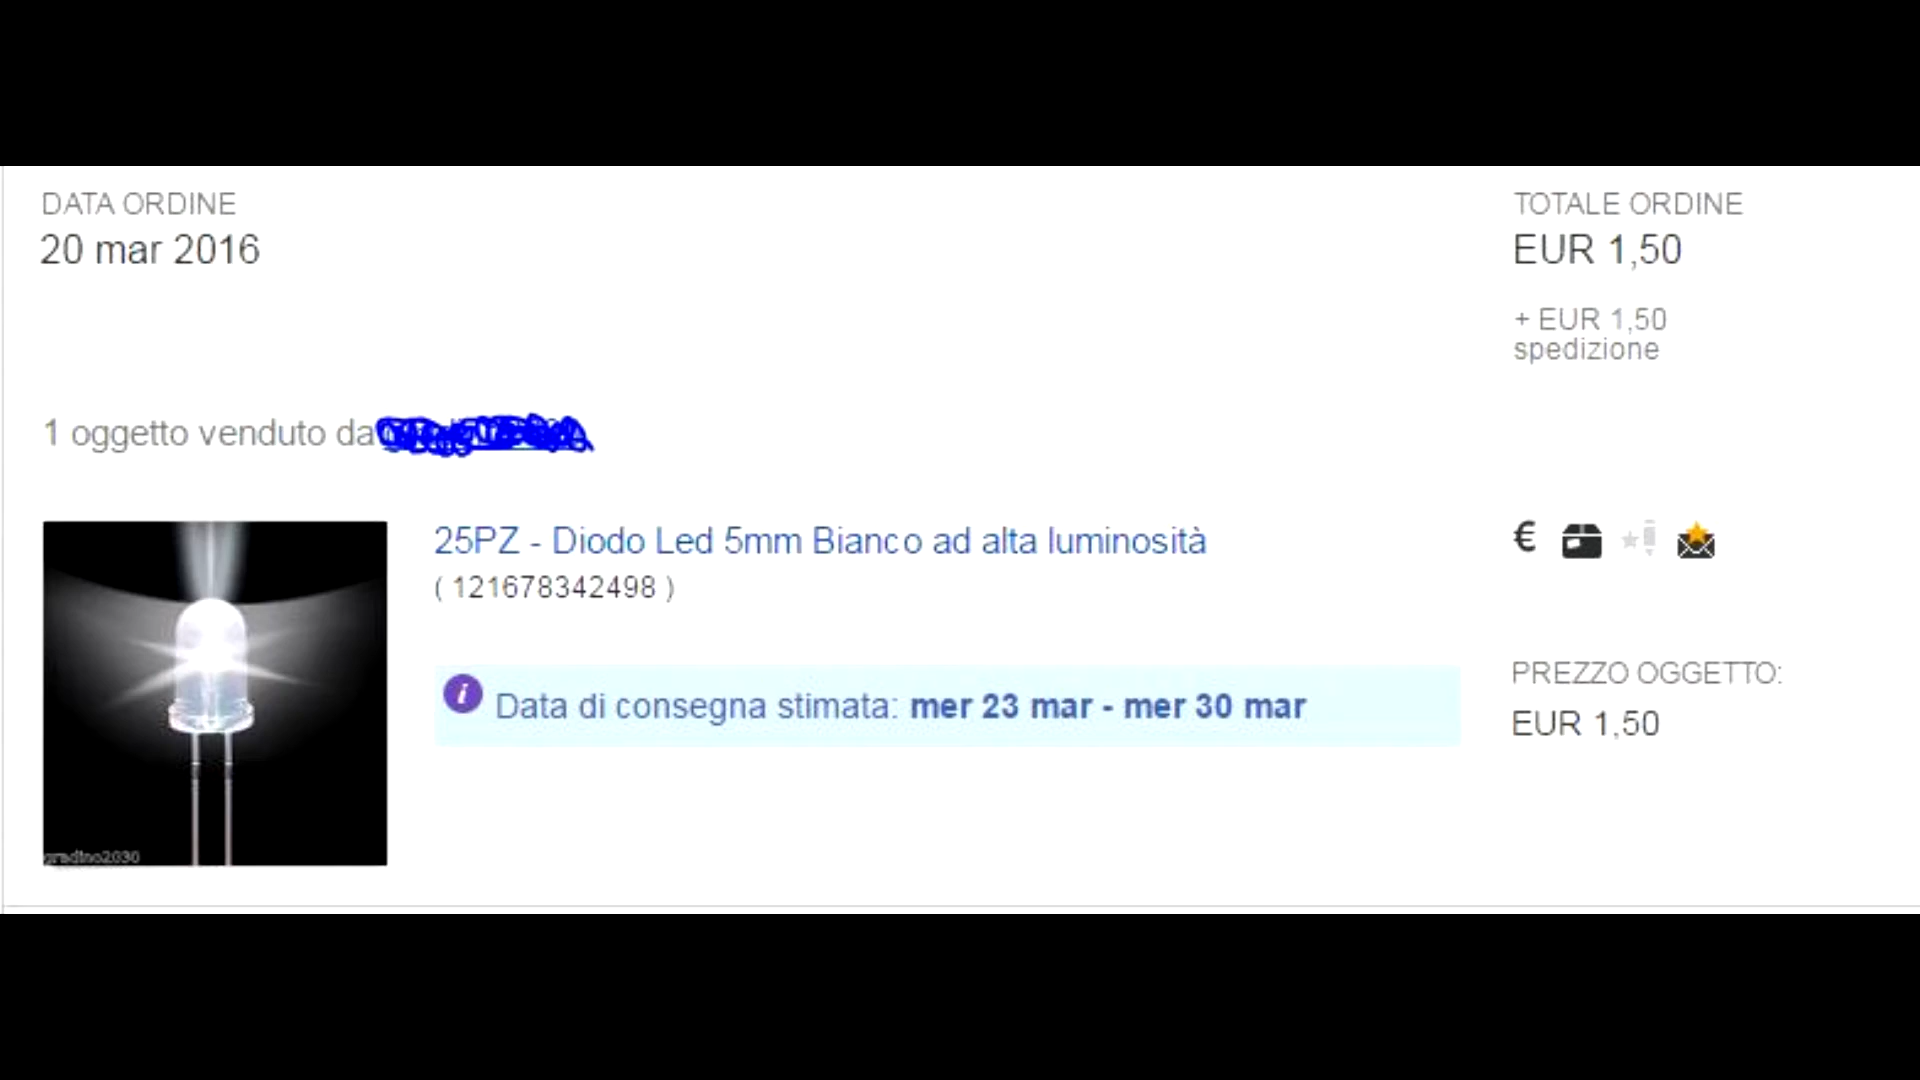 DATA ORDINE
20 mar 2016
TOTALE ORDINE
EUR 1,50
+ EUR 1,50
spedizione
1 oggetto venduto da
25PZ - Diodo Led 5mm Bianco ad alta luminosità
( 121678342498 )
€
i Data di consegna stimata: mer 23 mar - mer 30 mar
PREZZO OGGETTO:
EUR 1,50
gradino2030